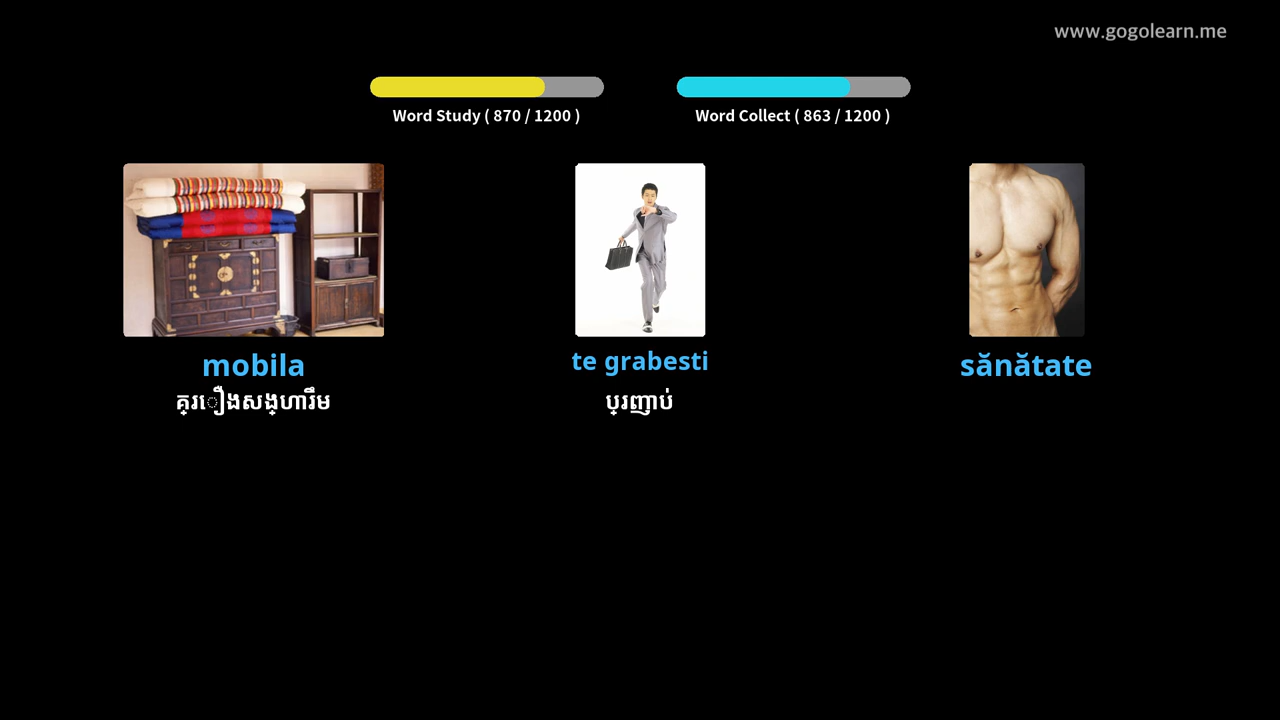 www.gogolearn.me
Word Study ( 870 / 1200 )
Word Collect ( 863 / 1200 )
mobila
te grabesti
sănătate
គ្រឿងសង្ហារឹម
ប្រញាប់